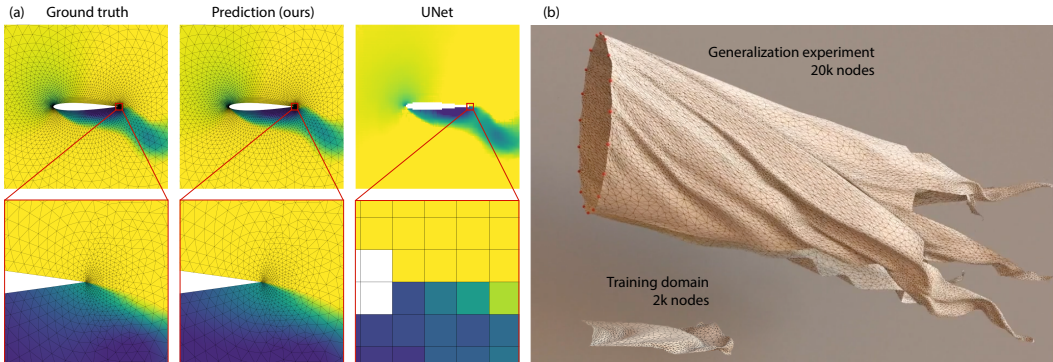 (a)
Ground truth
Prediction (ours)
UNet
(b)
Generalization experiment
20k nodes
Training domain
2k nodes